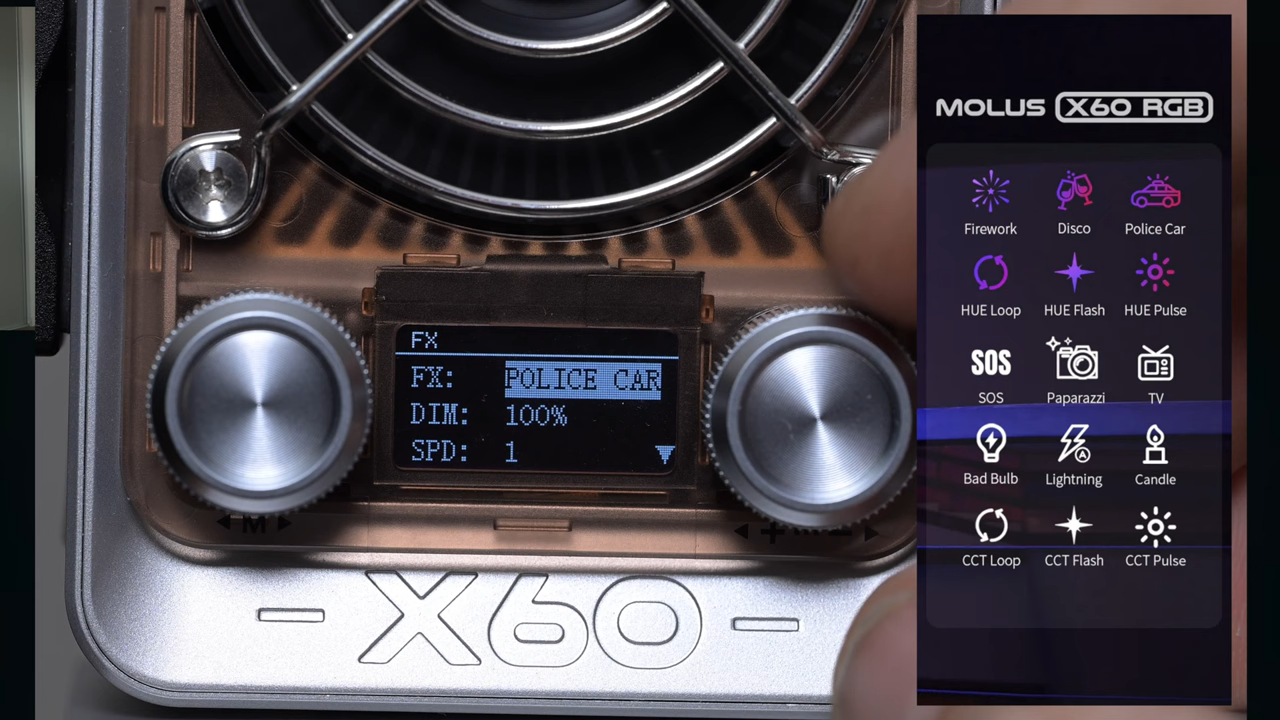 FX
FX: POLICE CAR
DIM: 100%
SPD: 1
M
X60
MOLUS X60 RGB
Firework Disco Police Car
HUE Loop HUE Flash HUE Pulse
SOS
SOS Paparazzi TV
A
Bad Bulb Lightning Candle
CCT Loop CCT Flash CCT Pulse